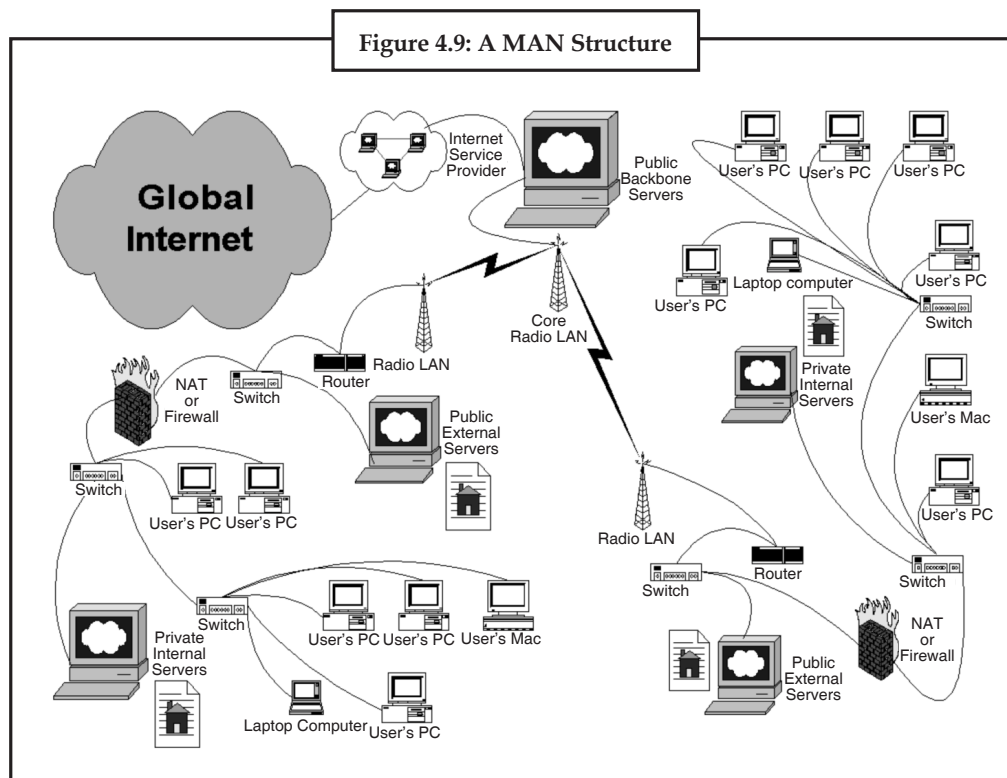 Figure 4.9: A MAN Structure
Global
Internet
Internet
Service
Provider
Public
Backbone
Servers
User's PC
User's PC
User's PC
User's PC
Laptop computer
User's PC
Switch
Core
Radio LAN
Radio LAN
Router
Switch
NAT
or
Firewall
Public
External
Servers
Private
Internal
Servers
User's Mac
User's PC
Switch
Switch
User's PC
User's PC
Radio LAN
Router
Switch
NAT
or
Firewall
Public
External
Servers
Switch
User's PC
User's PC
User's Mac
Private
Internal
Servers
Laptop Computer
User's PC